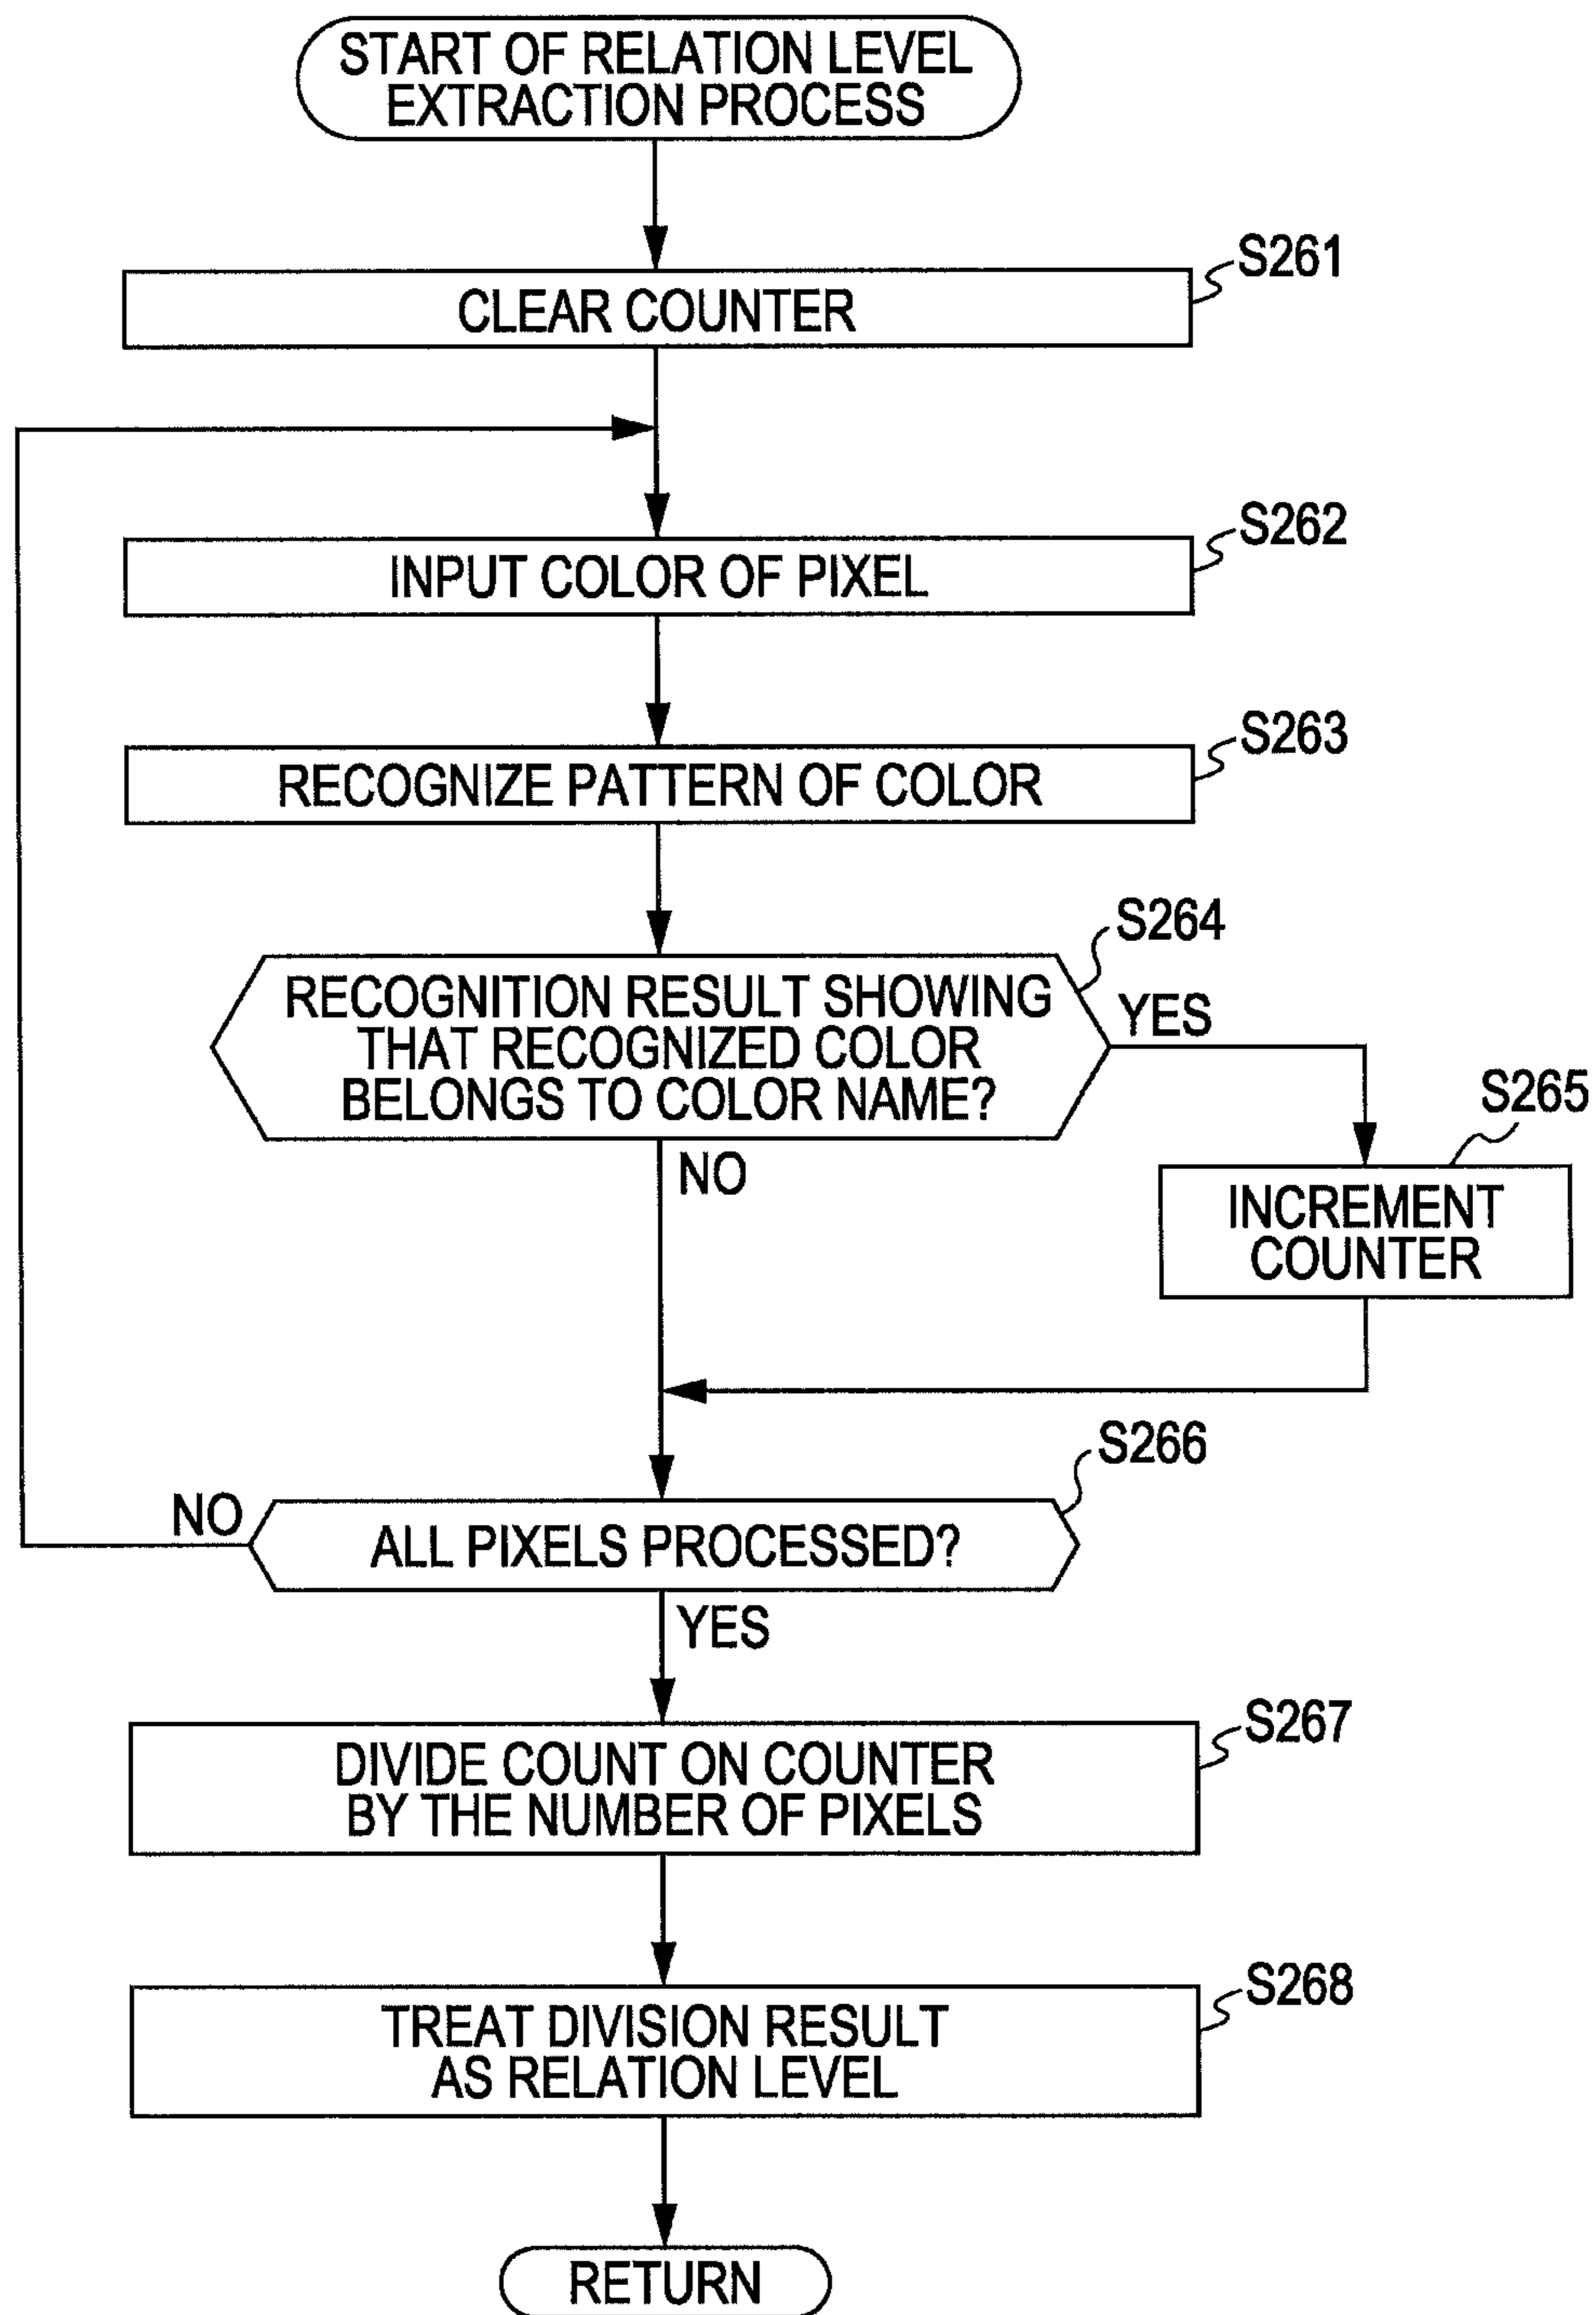 START OF RELATION LEVEL
EXTRACTION PROCESS
S261
CLEAR COUNTER
S262
INPUT COLOR OF PIXEL
S263
RECOGNIZE PATTERN OF COLOR
S264
RECOGNITION RESULT SHOWING
THAT RECOGNIZED COLOR
BELONGS TO COLOR NAME?
YES
NO
S265
INCREMENT
COUNTER
S266
NO
ALL PIXELS PROCESSED?
YES
S267
DIVIDE COUNT ON COUNTER
BY THE NUMBER OF PIXELS
S268
TREAT DIVISION RESULT
AS RELATION LEVEL
RETURN